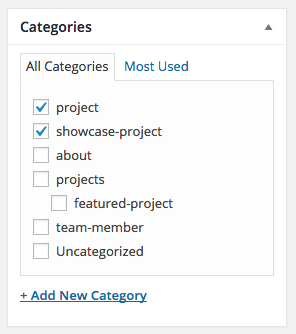 Categories
All Categories Most Used
project
showcase-project
about
projects
featured-project
team-member
Uncategorized
+ Add New Category